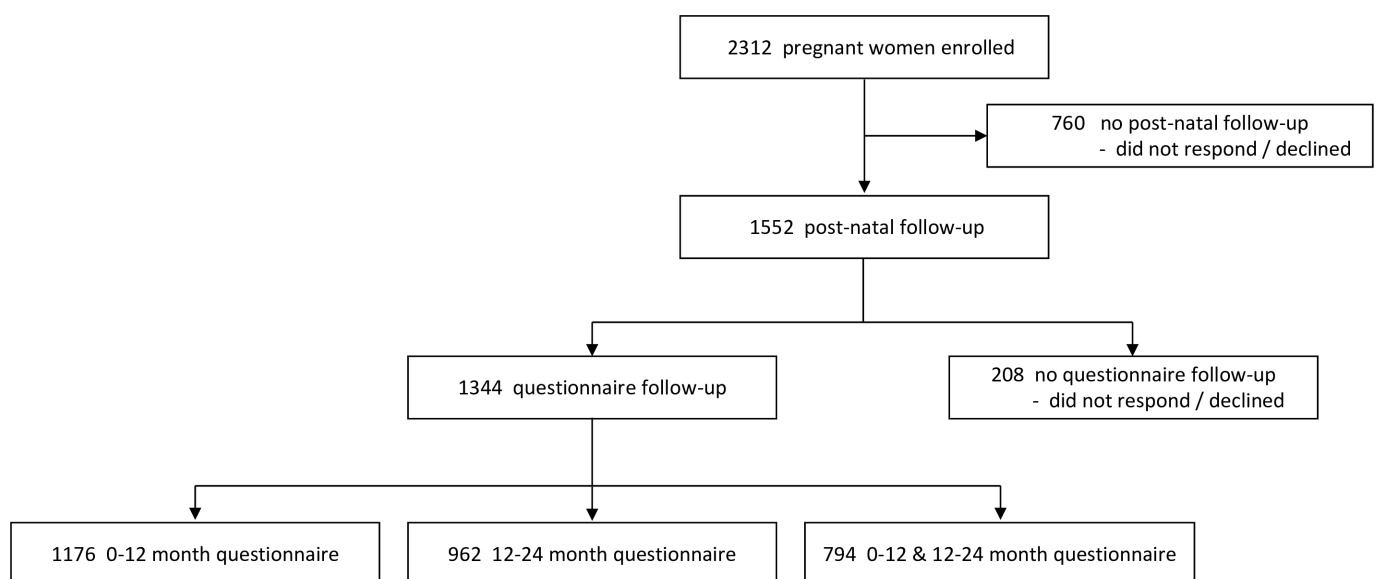 2312 pregnant women enrolled
760 no post-natal follow-up
- did not respond / declined
1552 post-natal follow-up
1344 questionnaire follow-up
208 no questionnaire follow-up
- did not respond / declined
1176 0-12 month questionnaire
962 12-24 month questionnaire
794 0-12 & 12-24 month questionnaire